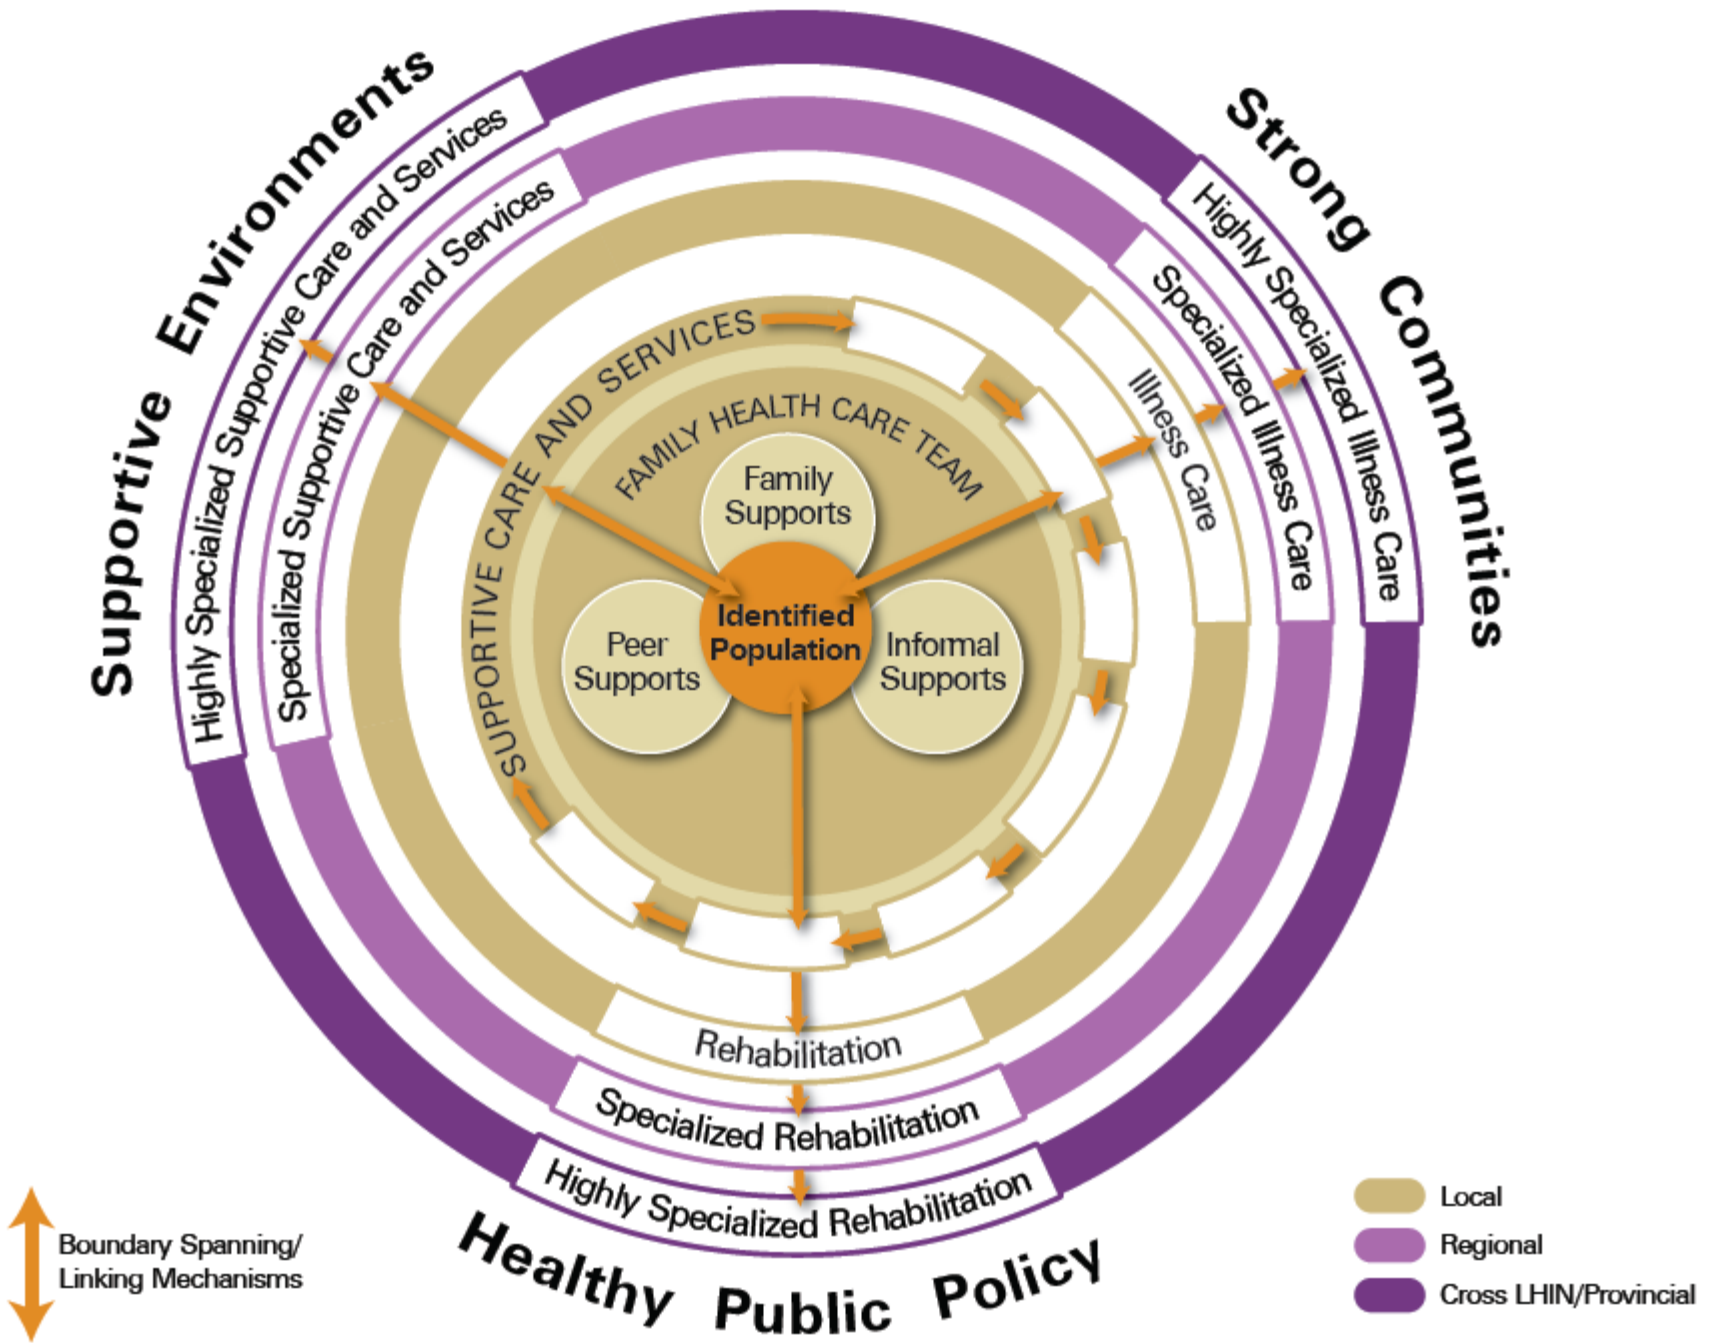 Supportive Environments
Strong Communities
Highly Specialized Supportive Care and Services
Specialized Supportive Care and Services
Highly Specialized Illness Care
Specialized Illness Care
Illness Care
SUPPORTIVE CARE AND SERVICES
FAMILY HEALTH CARE TEAM
Family
Supports
Identified
Population
Peer
Supports
Informal
Supports
Rehabilitation
Specialized Rehabilitation
Highly Specialized Rehabilitation
Healthy Public Policy
Boundary Spanning/
Linking Mechanisms
Local
Regional
Cross LHIN/Provincial